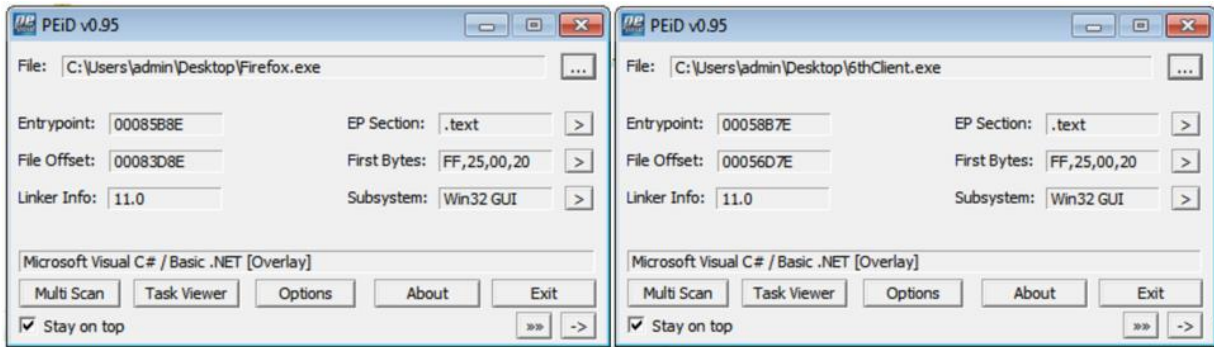 PEiD v0.95
File: C:\Users\admin\Desktop\Firefox.exe ...
Entrypoint: 00085B8E EP Section: .text >
File Offset: 00083D8E First Bytes: FF,25,00,20 >
Linker Info: 11.0 Subsystem: Win32 GUI >
Microsoft Visual C# / Basic .NET [Overlay]
Multi Scan Task Viewer Options About Exit
Stay on top »» ->
PEiD v0.95
File: C:\Users\admin\Desktop\6thClient.exe ...
Entrypoint: 00058B7E EP Section: .text >
File Offset: 00056D7E First Bytes: FF,25,00,20 >
Linker Info: 11.0 Subsystem: Win32 GUI >
Microsoft Visual C# / Basic .NET [Overlay]
Multi Scan Task Viewer Options About Exit
Stay on top »» ->